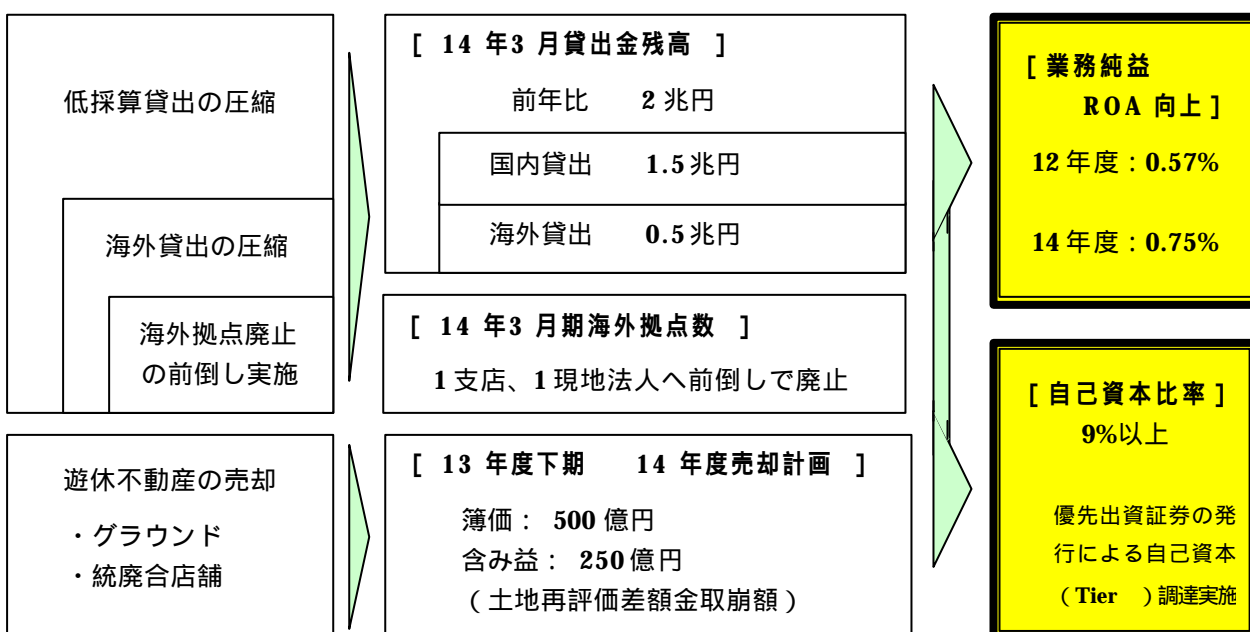 低採算貸出の圧縮
海外貸出の圧縮
海外拠点廃止
の前倒し実施
[ 14 年3 月貸出金残高 ]
前年比 2 兆円
国内貸出 1.5 兆円
海外貸出 0.5 兆円
[ 14 年3 月期海外拠点数 ]
1 支店、1 現地法人へ前倒しで廃止
遊休不動産の売却
・グラウンド
・統廃合店舗
[ 13 年度下期 14 年度売却計画 ]
簿価： 500 億円
含み益： 250 億円
（土地再評価差額金取崩額）
[ 業務純益
ROA 向上 ]
12 年度：0.57%
14 年度：0.75%
[ 自己資本比率 ]
9%以上
優先出資証券の発
行による自己資本
（Tier ）調達実施